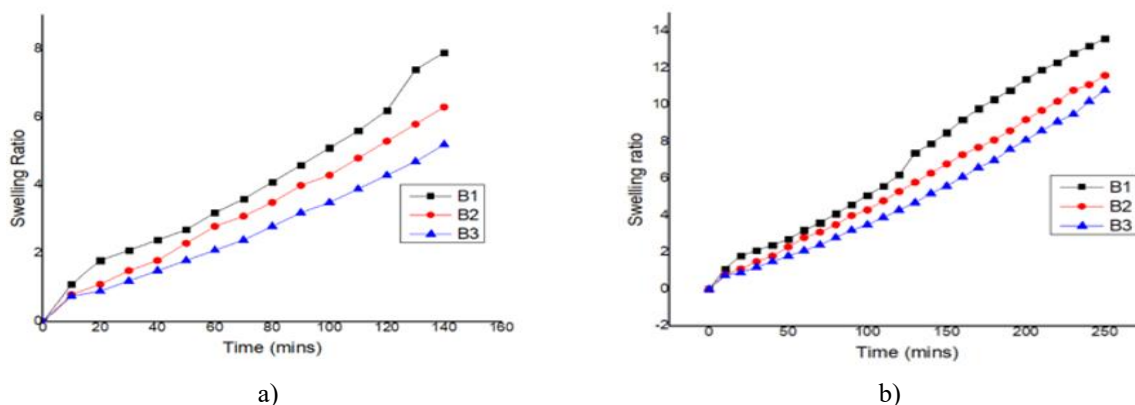 8
6
4
2
0
Swelling Ratio
B1
B2
B3
0 20 40 60 80 100 120 140 160
Time (mins)
a)
14
12
10
8
6
4
2
0
-2
Swelling ratio
B1
B2
B3
0 50 100 150 200 250
Time (mins)
b)